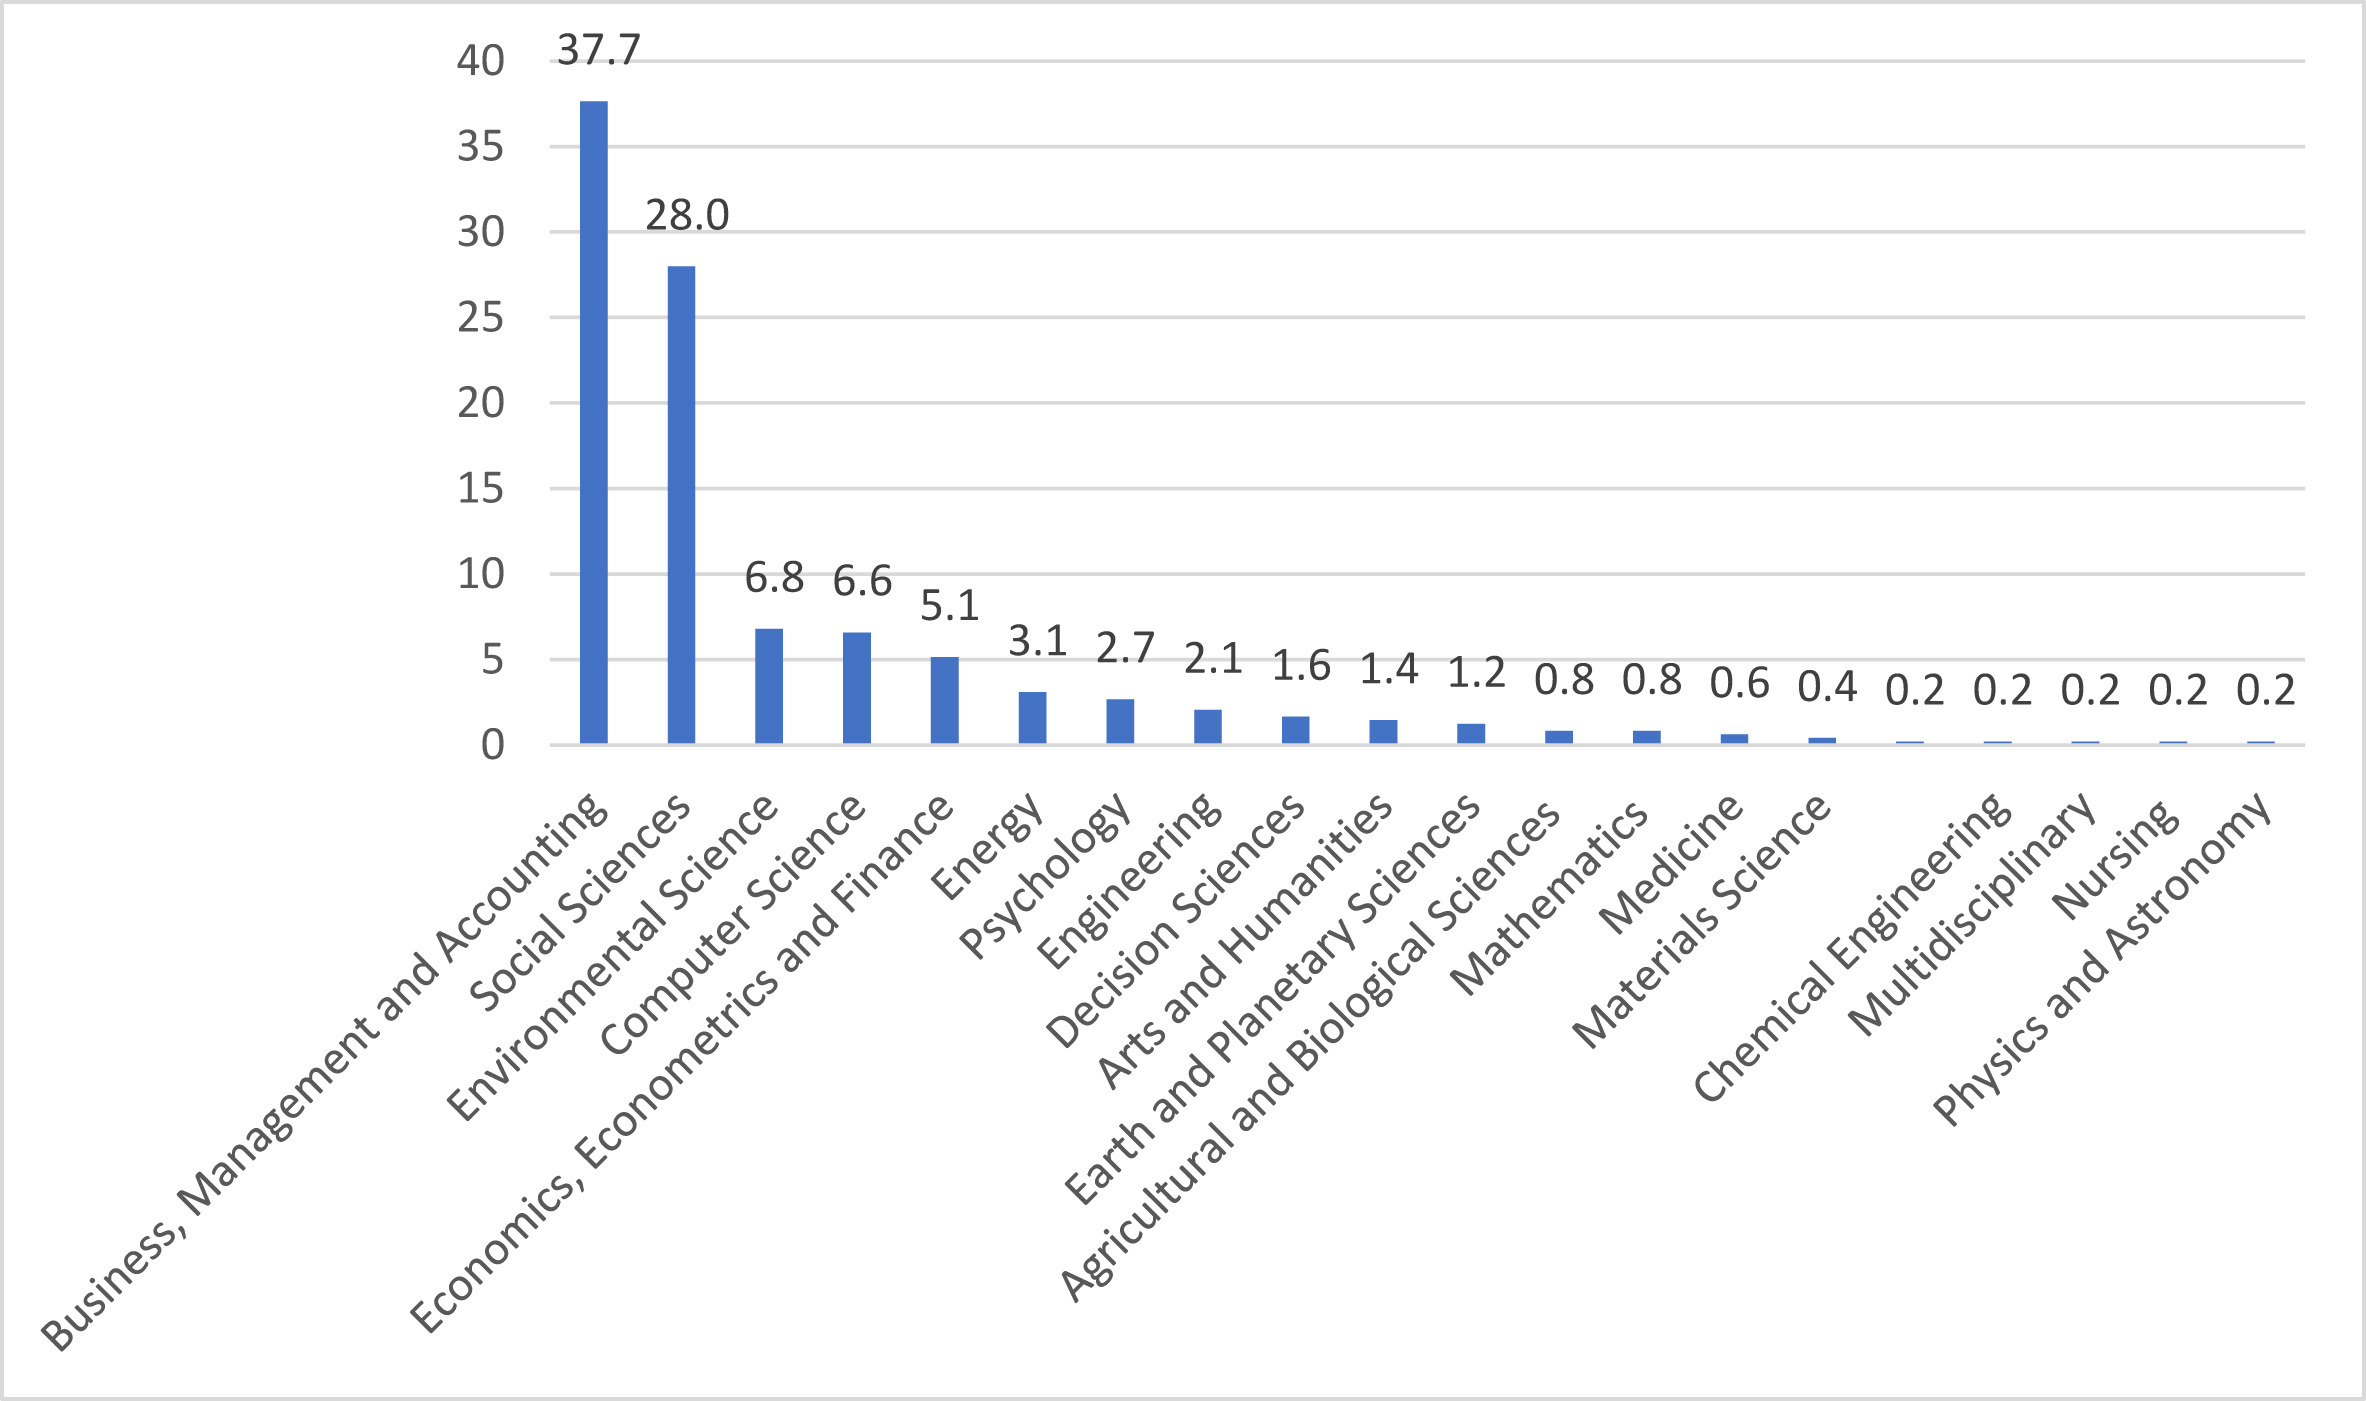 40
35
30
25
20
15
10
5
0
37.7
28.0
6.8
6.6
5.1
3.1
2.7
2.1
1.6
1.4
1.2
0.8
0.8
0.6
0.4
0.2
0.2
0.2
0.2
0.2
Business, Management and Accounting
Social Sciences
Environmental Science
Computer Science
Economics, Econometrics and Finance
Energy
Psychology
Engineering
Decision Sciences
Arts and Humanities
Earth and Planetary Sciences
Agricultural and Biological Sciences
Mathematics
Medicine
Materials Science
Chemical Engineering
Multidisciplinary
Nursing
Physics and Astronomy